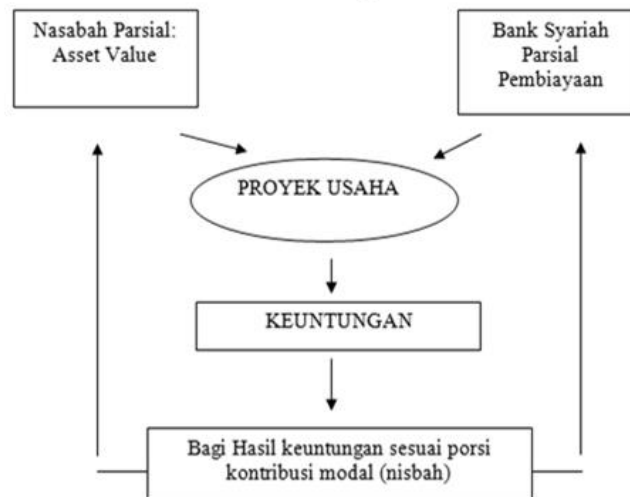 Nasabah Parsial:
Asset Value
Bank Syariah
Parsial
Pembiayaan
PROYEK USAHA
KEUNTUNGAN
Bagi Hasil keuntungan sesuai porsi
kontribusi modal (nisbah)